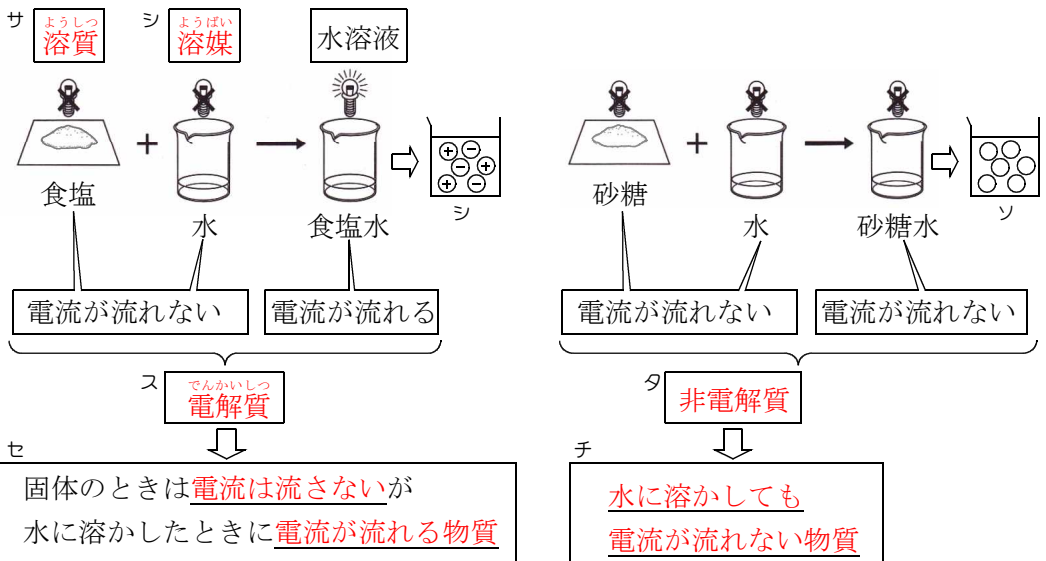 サ 溶質 シ 溶媒 水溶液
ようしつ ようばい
食塩 + 水 → 食塩水
シ
砂糖 + 水 → 砂糖水
ソ
電流が流れない 電流が流れる
電流が流れない 電流が流れない
ス 電解質
でんかいしつ
タ 非電解質
セ
固体のときは電流は流さないが
水に溶かしたときに電流が流れる物質
チ
水に溶かしても
電流が流れない物質